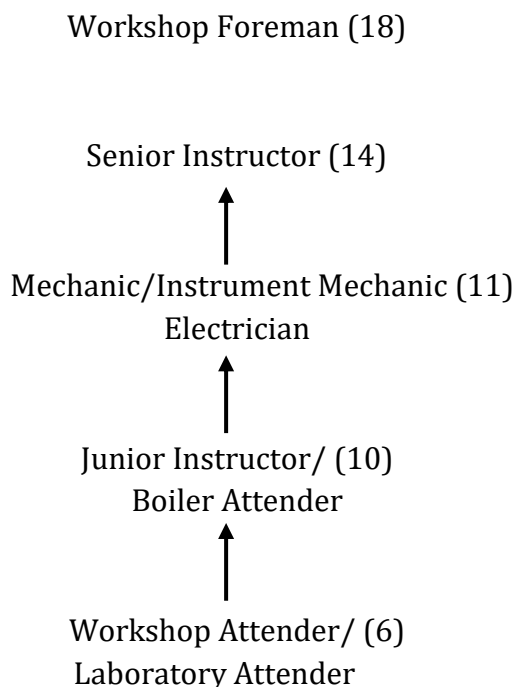 Workshop Foreman (18)
Senior Instructor (14)
Mechanic/Instrument Mechanic (11)
Electrician
Junior Instructor/ (10)
Boiler Attender
Workshop Attender/ (6)
Laboratory Attender